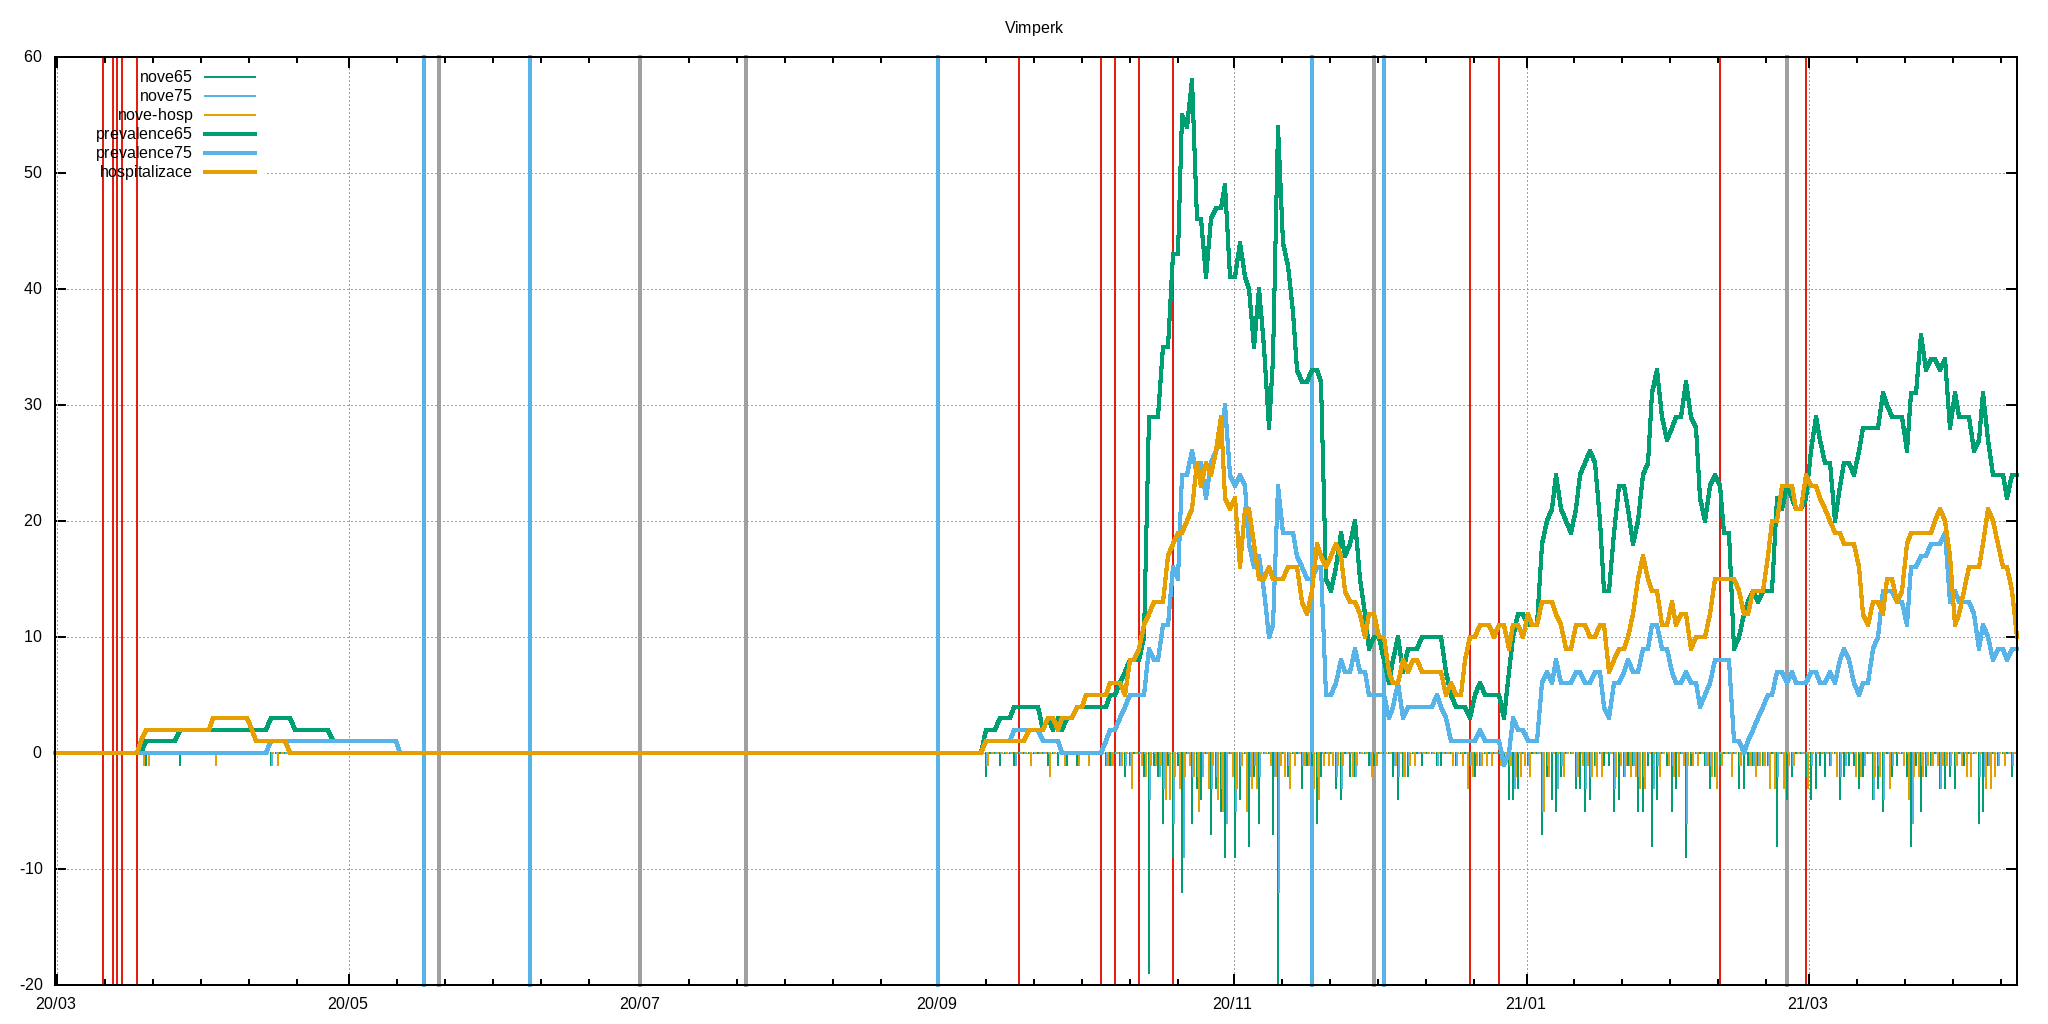 Vimperk
60
nove65
nove75
nove-hosp
prevalence65
prevalence75
hospitalizace
50
40
30
20
10
0
-10
-20
20/03 20/05 20/07 20/09 20/11 21/01 21/03